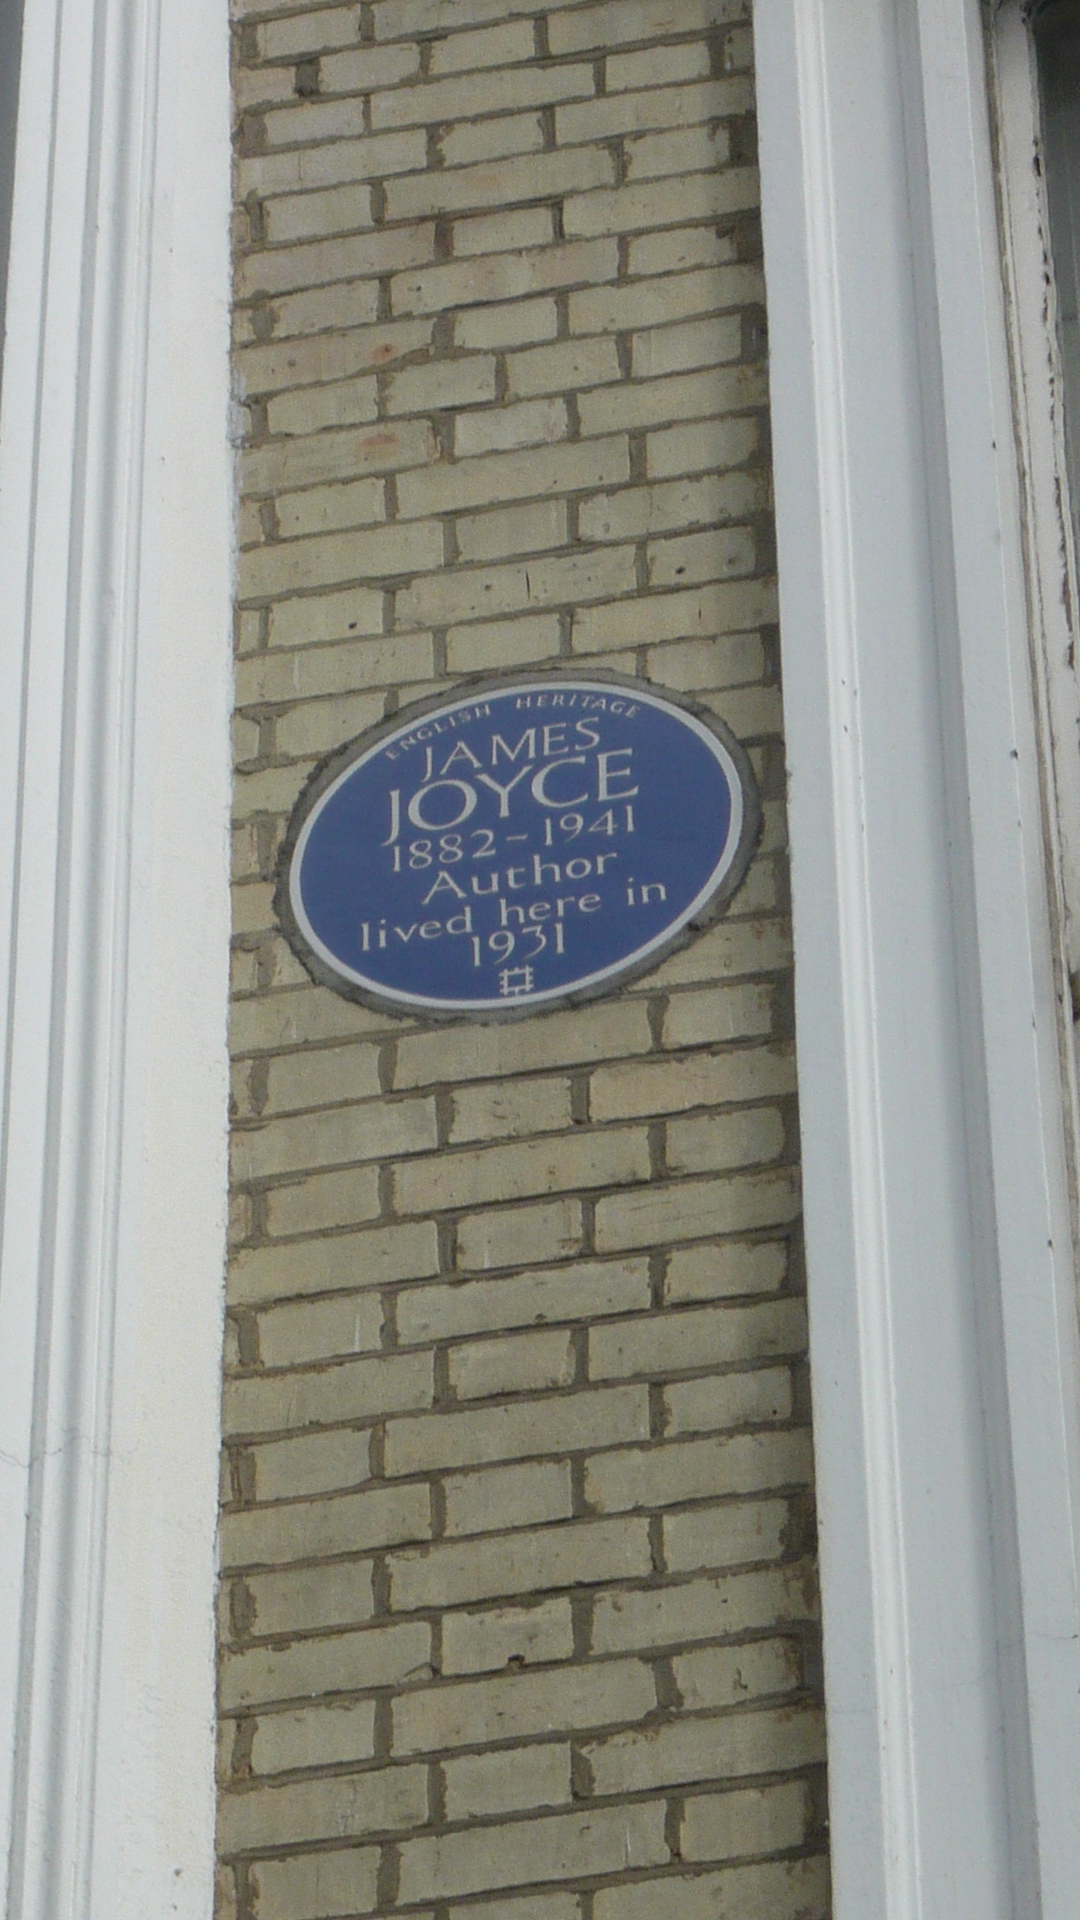 ENGLISH HERITAGE
JAMES
JOYCE
1882-1941
Author
lived here in
1931